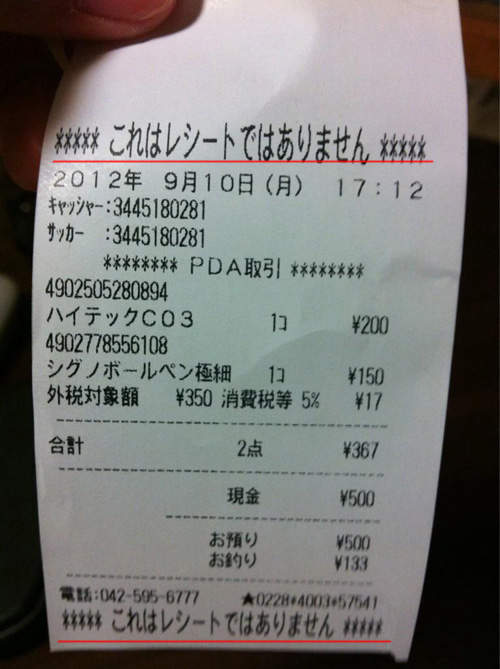 ***** これはレシートではありません *****
2012年 9月10日(月) 17:12
キャッシャー:3445180281
サッカー :3445180281
******** PDA取引 ********
4902505280894
ハイテックC03 1コ ¥200
4902778556108
シグノボールペン極細 1コ ¥150
外税対象額 ¥350 消費税等 5% ¥17
合計 2点 ¥367
現金 ¥500
お預り ¥500
お釣り ¥133
電話:042-595-6777 ★0228*4003*57541
***** これはレシートではありません *****